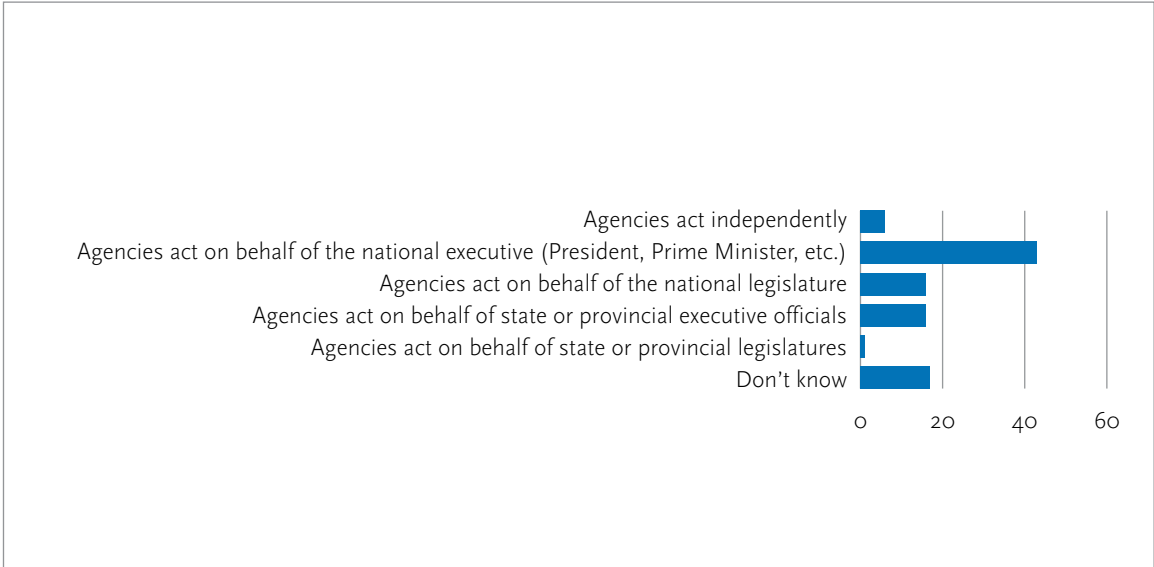 Agencies act independently
Agencies act on behalf of the national executive (President, Prime Minister, etc.)
Agencies act on behalf of the national legislature
Agencies act on behalf of state or provincial executive officials
Agencies act on behalf of state or provincial legislatures
Don’t know
0 20 40 60